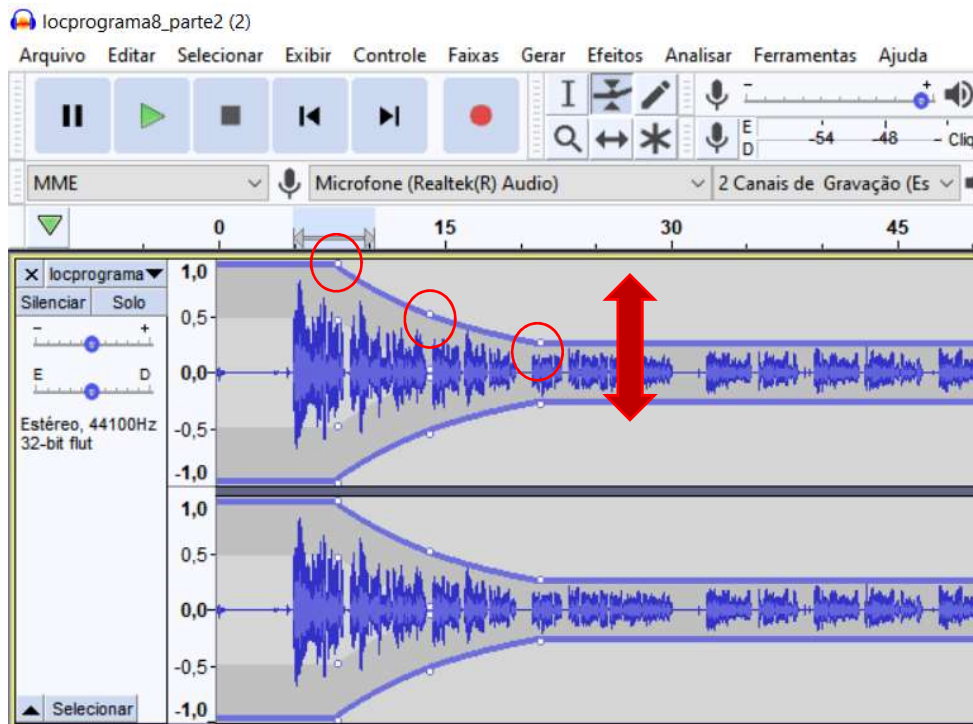 locprograma8_parte2 (2)
Arquivo Editar Selecionar Exibir Controle Faixas Gerar Efeitos Analisar Ferramentas Ajuda
- +
E
D -54 -48 - Cliq
MME Microfone (Realtek(R) Audio) 2 Canais de Gravação (Es
0 15 30 45
X locprograma 1,0
Silenciar Solo
- + 0,5
E D 0,0
Estéreo, 44100Hz -0,5
32-bit flut
-1,0
1,0
0,5
0,0
-0,5
Selecionar -1,0